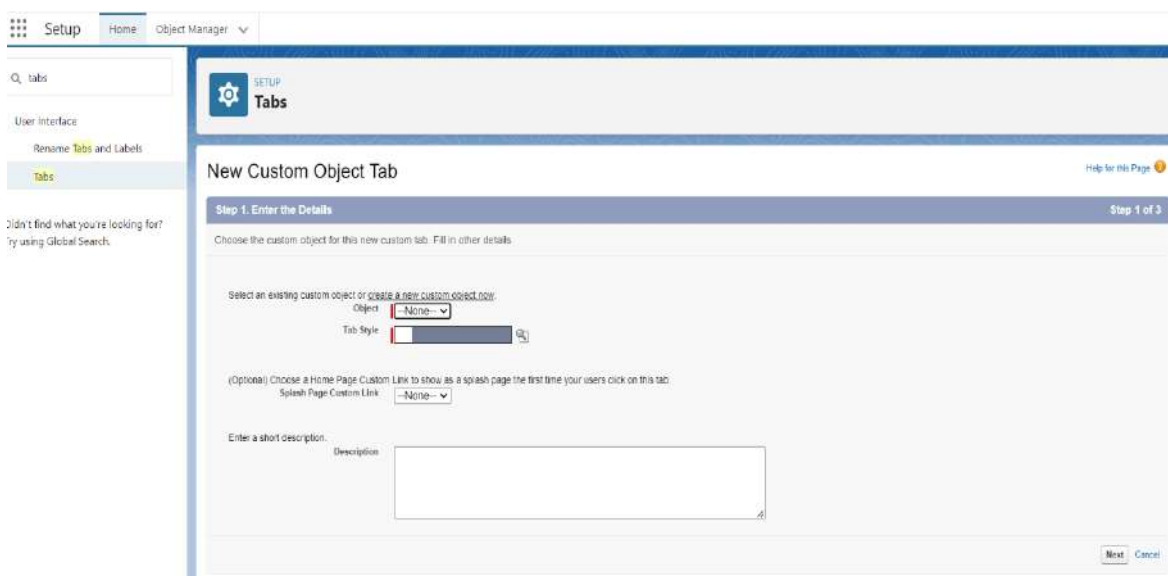 Setup
Home
Object Manager
tabs
User Interface
Rename Tabs and Labels
Tabs
Didn't find what you're looking for?
Try using Global Search.
SETUP
Tabs
New Custom Object Tab
Help for this Page
Step 1. Enter the Details
Step 1 of 3
Choose the custom object for this new custom tab. Fill in other details.
Select an existing custom object or create a new custom object now.
Object
--None--
Tab Style
(Optional) Choose a Home Page Custom Link to show as a splash page the first time your users click on this tab.
Splash Page Custom Link
--None--
Enter a short description.
Description
Next Cancel